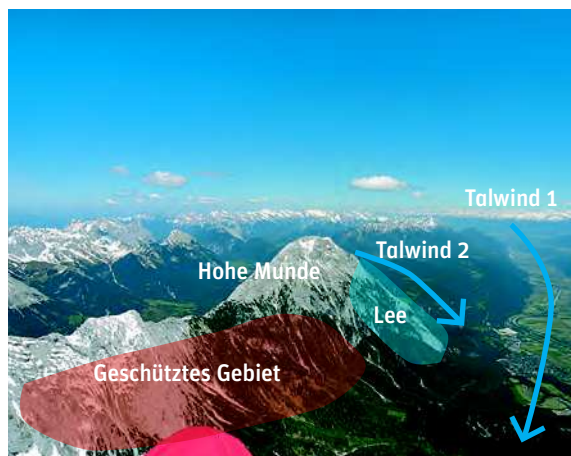 Talwind 1
Talwind 2
Hohe Munde
Lee
Geschütztes Gebiet